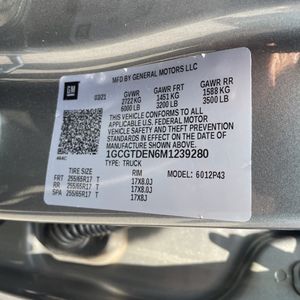 GM
MFD BY GENERAL MOTORS LLC
03/21
GVWR GAWR FRT GAWR RR
2722 KG 1451 KG 1588 KG
6000 LB 3200 LB 3500 LB
THIS VEHICLE CONFORMS TO ALL
APPLICABLE U.S. FEDERAL MOTOR
VEHICLE SAFETY AND THEFT PREVENTION
STANDARDS IN EFFECT ON THE DATE OF
MANUFACTURE SHOWN ABOVE.
1GCGTDEN6M1239280
TYPE: TRUCK
MODEL: 6012P43
TIRE SIZE RIM
FRT 255/65R17 T 17X8.0J
RR 255/65R17 T 17X8.0J
SPA 255/65R17 T 17X8J